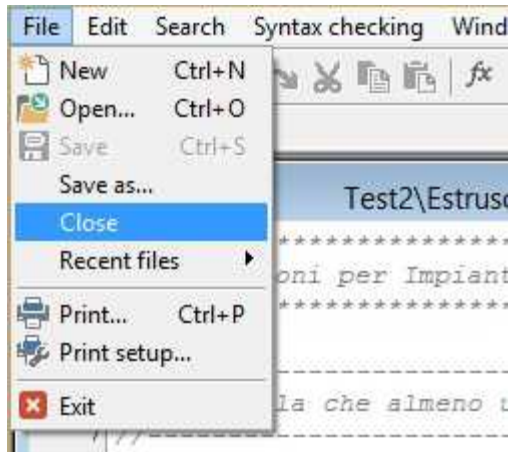 File Edit Search Syntax checking Wind
New Ctrl+N
Open... Ctrl+O
Save Ctrl+S
Save as...
Test2\Estrus
Close
Recent files
oni per Impiant
Print... Ctrl+P
Print setup...
Exit
la che almeno